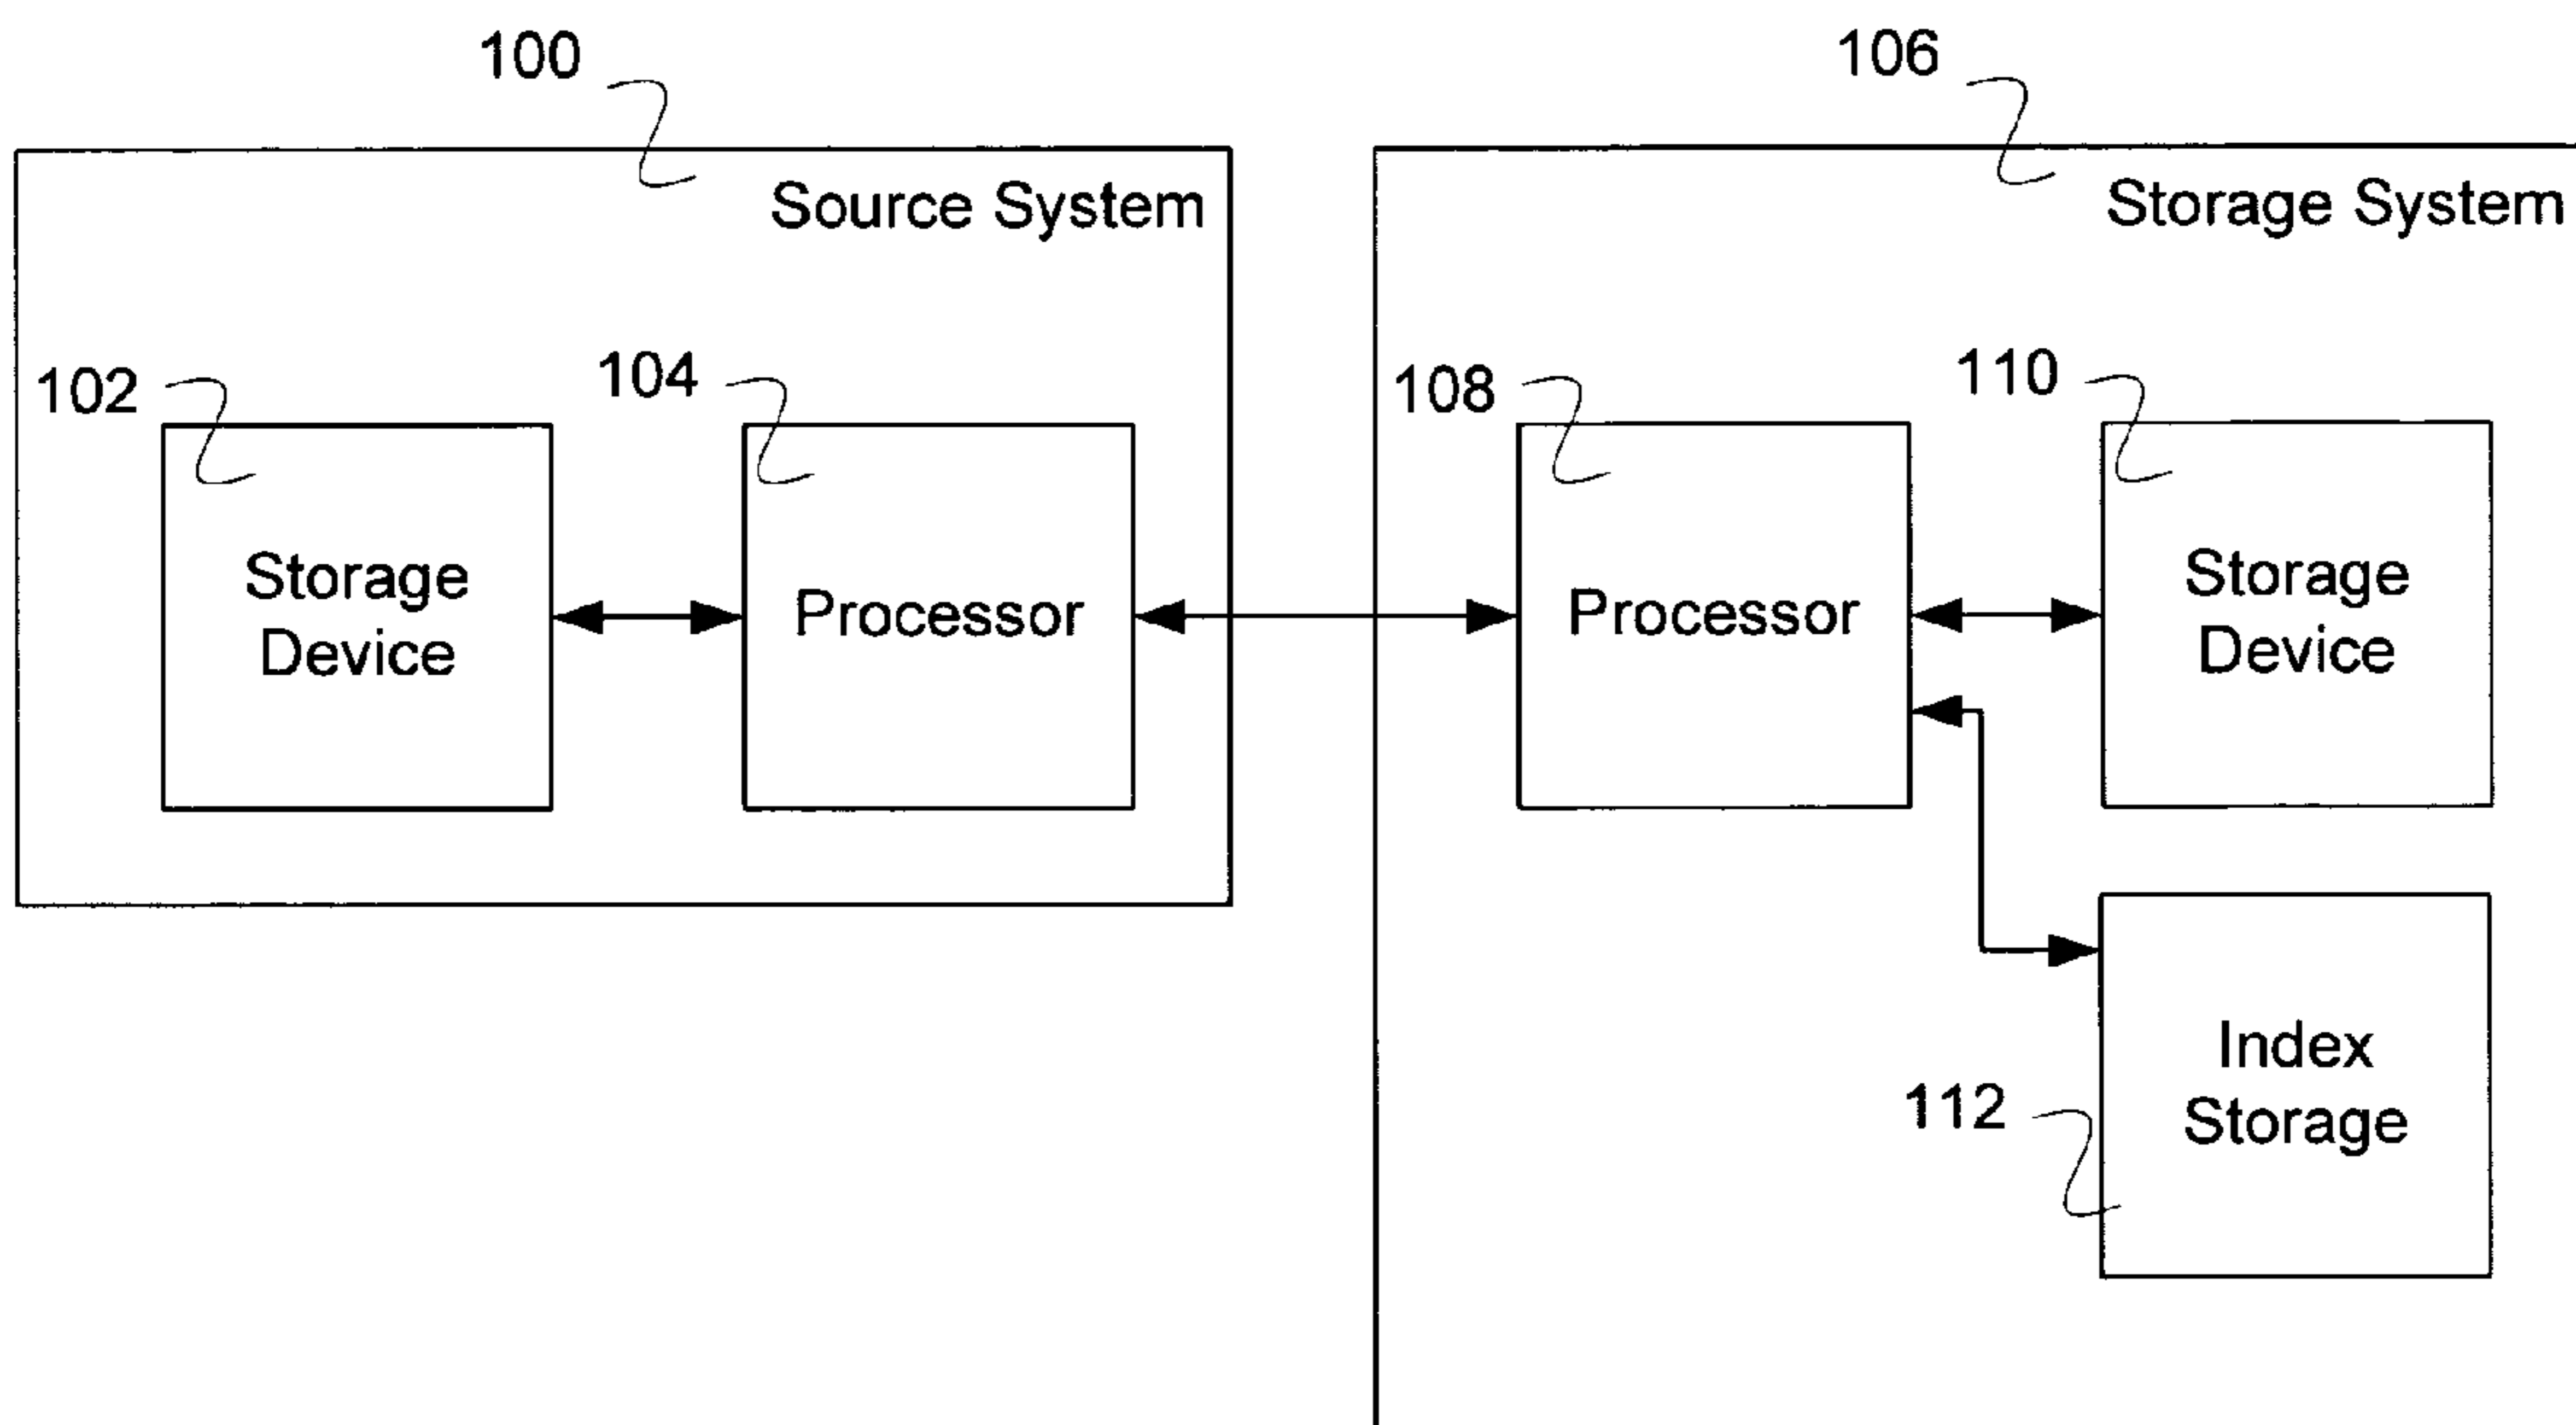 100
106
Source System
Storage System
102
104
108
110
Storage
Device
Processor
Processor
Storage
Device
Index
Storage
112